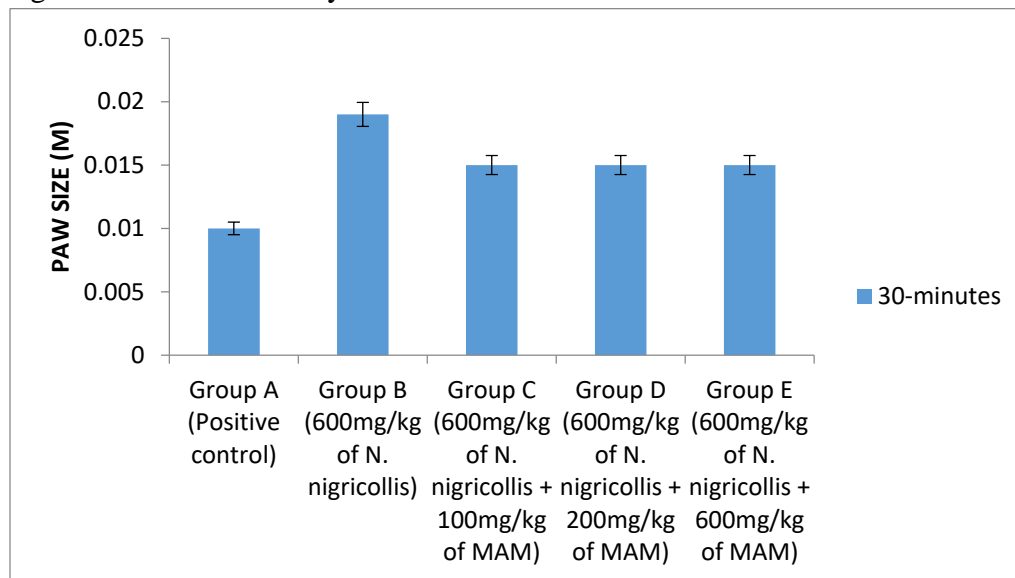 0.025
0.02
0.015
0.01
0.005
0
PAW SIZE (M)
Group A
(Positive
control)
Group B
(600mg/kg
of N.
nigricollis)
Group C
(600mg/kg
of N.
nigricollis +
100mg/kg
of MAM)
Group D
(600mg/kg
of N.
nigricollis +
200mg/kg
of MAM)
Group E
(600mg/kg
of N.
nigricollis +
600mg/kg
of MAM)
30-minutes